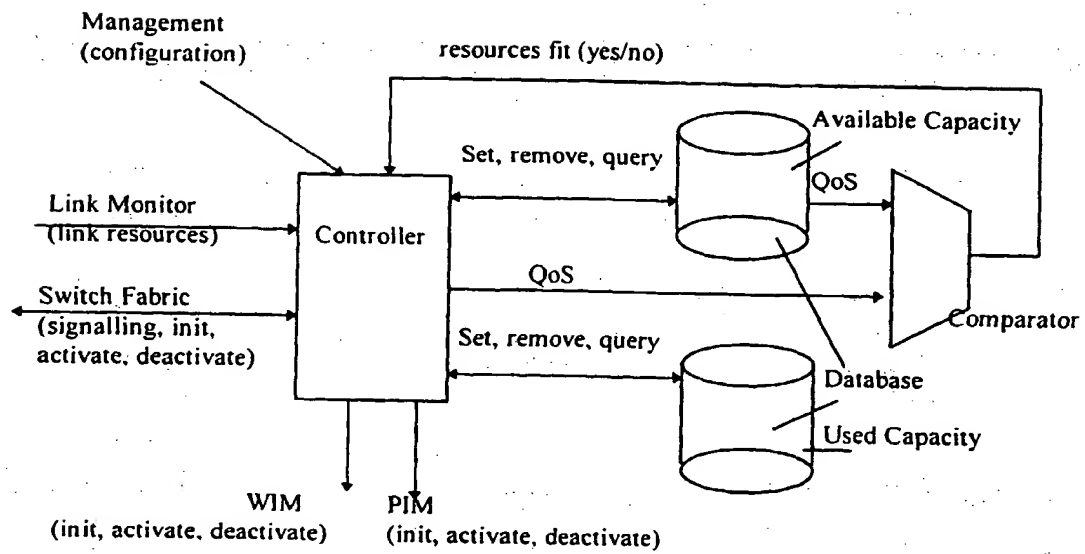 Management
(configuration)
resources fit (yes/no)
Available Capacity
Set, remove, query
QoS
Link Monitor
(link resources)
Controller
QoS
Switch Fabric
(signalling, init,
activate, deactivate)
Comparator
Set, remove, query
Database
Used Capacity
WIM
(init, activate, deactivate)
PIM
(init, activate, deactivate)